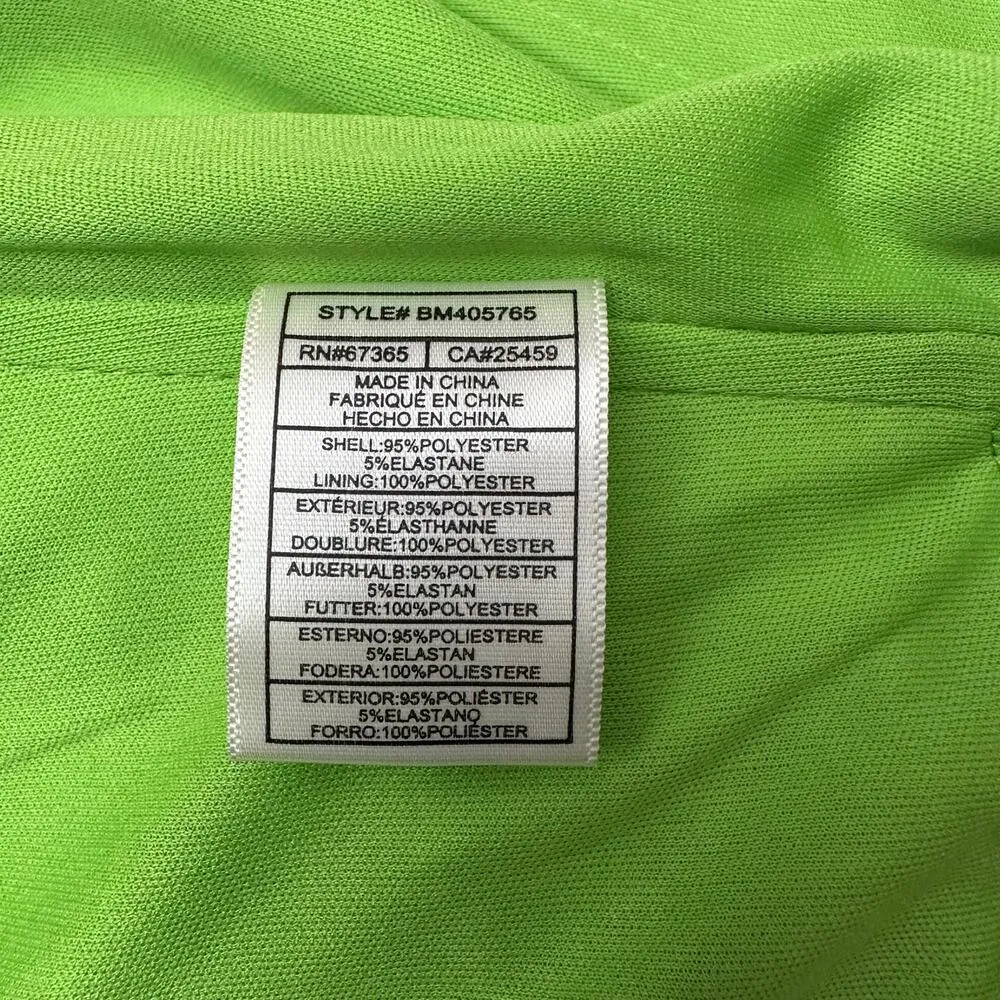 STYLE# BM405765
RN#67365 CA#25459
MADE IN CHINA
FABRIQUÉ EN CHINE
HECHO EN CHINA
SHELL:95%POLYESTER
5%ELASTANE
LINING:100%POLYESTER
EXTÉRIEUR:95%POLYESTER
5%ÉLASTHANNE
DOUBLURE:100%POLYESTER
AUßERHALB:95%POLYESTER
5%ELASTAN
FUTTER:100%POLYESTER
ESTERNO:95%POLIESTERE
5%ELASTAN
FODERA:100%POLIESTERE
EXTERIOR:95%POLIÉSTER
5%ELASTANO
FORRO:100%POLIÉSTER